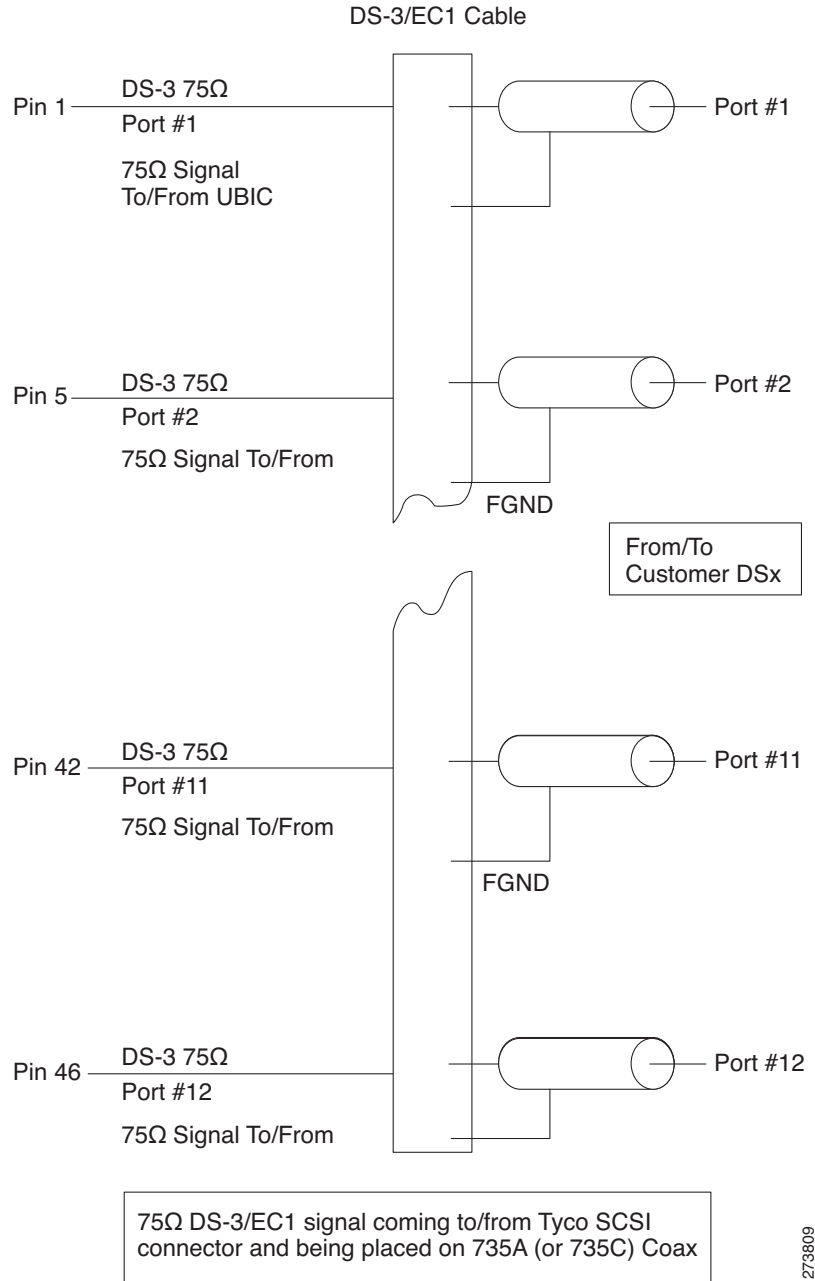 DS-3/EC1 Cable
Pin 1
DS-3 75Ω
Port #1
75Ω Signal
To/From UBIC
Port #1
Pin 5
DS-3 75Ω
Port #2
75Ω Signal To/From
Port #2
FGND
From/To
Customer DSx
Pin 42
DS-3 75Ω
Port #11
75Ω Signal To/From
Port #11
FGND
Pin 46
DS-3 75Ω
Port #12
75Ω Signal To/From
Port #12
75Ω DS-3/EC1 signal coming to/from Tyco SCSI
connector and being placed on 735A (or 735C) Coax
273809